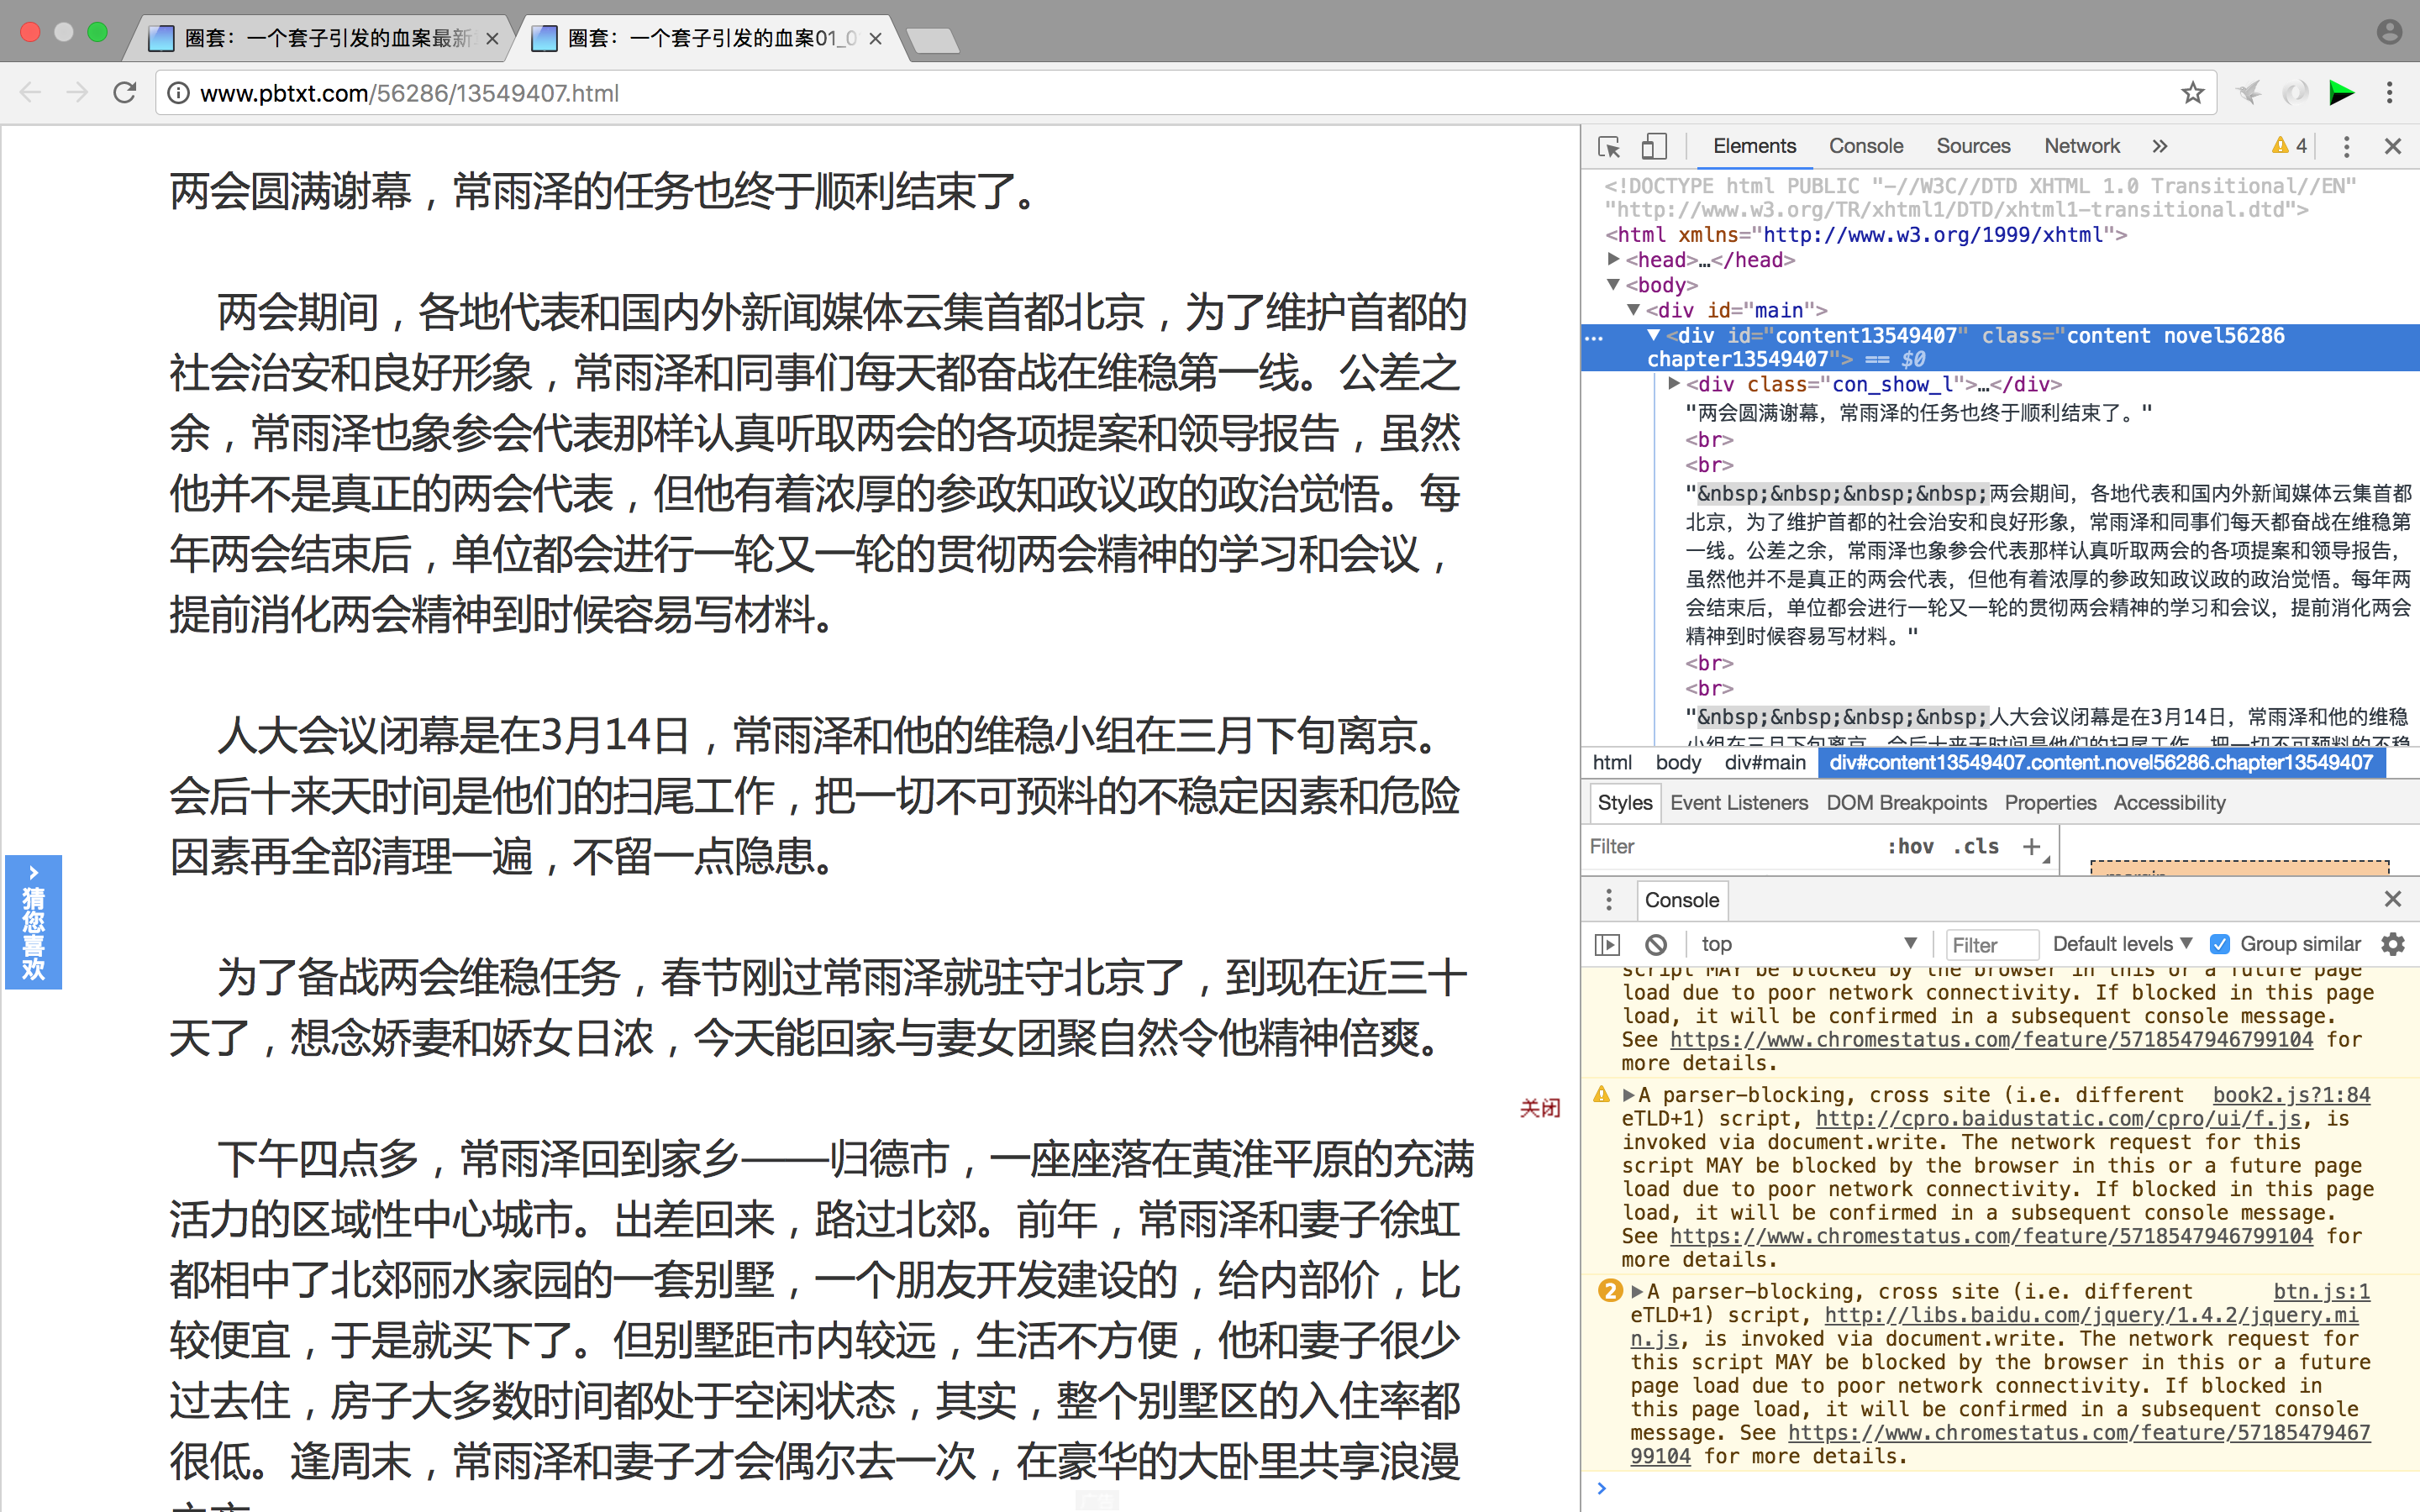 圈套：一个套子引发的血案最新
圈套：一个套子引发的血案01_0
www.pbtxt.com/56286/13549407.html
两会圆满谢幕，常雨泽的任务也终于顺利结束了。
两会期间，各地代表和国内外新闻媒体云集首都北京，为了维护首都的
社会治安和良好形象，常雨泽和同事们每天都奋战在维稳第一线。公差之
余，常雨泽也象参会代表那样认真听取两会的各项提案和领导报告，虽然
他并不是真正的两会代表，但他有着浓厚的参政知政议政的政治觉悟。每
年两会结束后，单位都会进行一轮又一轮的贯彻两会精神的学习和会议，
提前消化两会精神到时候容易写材料。
人大会议闭幕是在3月14日，常雨泽和他的维稳小组在三月下旬离京。
会后十来天时间是他们的扫尾工作，把一切不可预料的不稳定因素和危险
因素再全部清理一遍，不留一点隐患。
为了备战两会维稳任务，春节刚过常雨泽就驻守北京了，到现在近三十
天了，想念娇妻和娇女日浓，今天能回家与妻女团聚自然令他精神倍爽。
下午四点多，常雨泽回到家乡——归德市，一座座落在黄淮平原的充满
活力的区域性中心城市。出差回来，路过北郊。前年，常雨泽和妻子徐虹
都相中了北郊丽水家园的一套别墅，一个朋友开发建设的，给内部价，比
较便宜，于是就买下了。但别墅距市内较远，生活不方便，他和妻子很少
过去住，房子大多数时间都处于空闲状态，其实，整个别墅区的入住率都
很低。逢周末，常雨泽和妻子才会偶尔去一次，在豪华的大卧里共享浪漫
猜您喜欢
关闭
Elements Console Sources Network » 4
<!DOCTYPE html PUBLIC "-//W3C//DTD XHTML 1.0 Transitional//EN"
"http://www.w3.org/TR/xhtml1/DTD/xhtml1-transitional.dtd">
<html xmlns="http://www.w3.org/1999/xhtml">
<head>…</head>
<body>
<div id="main">
… <div id="content13549407" class="content novel56286
chapter13549407"> == $0
<div class="con_show_l">…</div>
"两会圆满谢幕，常雨泽的任务也终于顺利结束了。"
<br>
<br>
"&nbsp;&nbsp;&nbsp;&nbsp;两会期间，各地代表和国内外新闻媒体云集首都
北京，为了维护首都的社会治安和良好形象，常雨泽和同事们每天都奋战在维稳第
一线。公差之余，常雨泽也象参会代表那样认真听取两会的各项提案和领导报告，
虽然他并不是真正的两会代表，但他有着浓厚的参政知政议政的政治觉悟。每年两
会结束后，单位都会进行一轮又一轮的贯彻两会精神的学习和会议，提前消化两会
精神到时候容易写材料。"
<br>
<br>
"&nbsp;&nbsp;&nbsp;&nbsp;人大会议闭幕是在3月14日，常雨泽和他的维稳
小组在三月下旬离京。会后十来天时间是他们的扫尾工作，把一切不可预料的不稳
html body div#main div#content13549407.content.novel56286.chapter13549407
Styles Event Listeners DOM Breakpoints Properties Accessibility
Filter :hov .cls +
margin
Console
top Filter Default levels Group similar
script MAY be blocked by the browser in this or a future page
load due to poor network connectivity. If blocked in this page
load, it will be confirmed in a subsequent console message.
See https://www.chromestatus.com/feature/5718547946799104 for
more details.
A parser-blocking, cross site (i.e. different book2.js?1:84
eTLD+1) script, http://cpro.baidustatic.com/cpro/ui/f.js, is
invoked via document.write. The network request for this
script MAY be blocked by the browser in this or a future page
load due to poor network connectivity. If blocked in this page
load, it will be confirmed in a subsequent console message.
See https://www.chromestatus.com/feature/5718547946799104 for
more details.
2 A parser-blocking, cross site (i.e. different btn.js:1
eTLD+1) script, http://libs.baidu.com/jquery/1.4.2/jquery.mi
n.js, is invoked via document.write. The network request for
this script MAY be blocked by the browser in this or a future
page load due to poor network connectivity. If blocked in
this page load, it will be confirmed in a subsequent console
message. See https://www.chromestatus.com/feature/57185479467
99104 for more details.